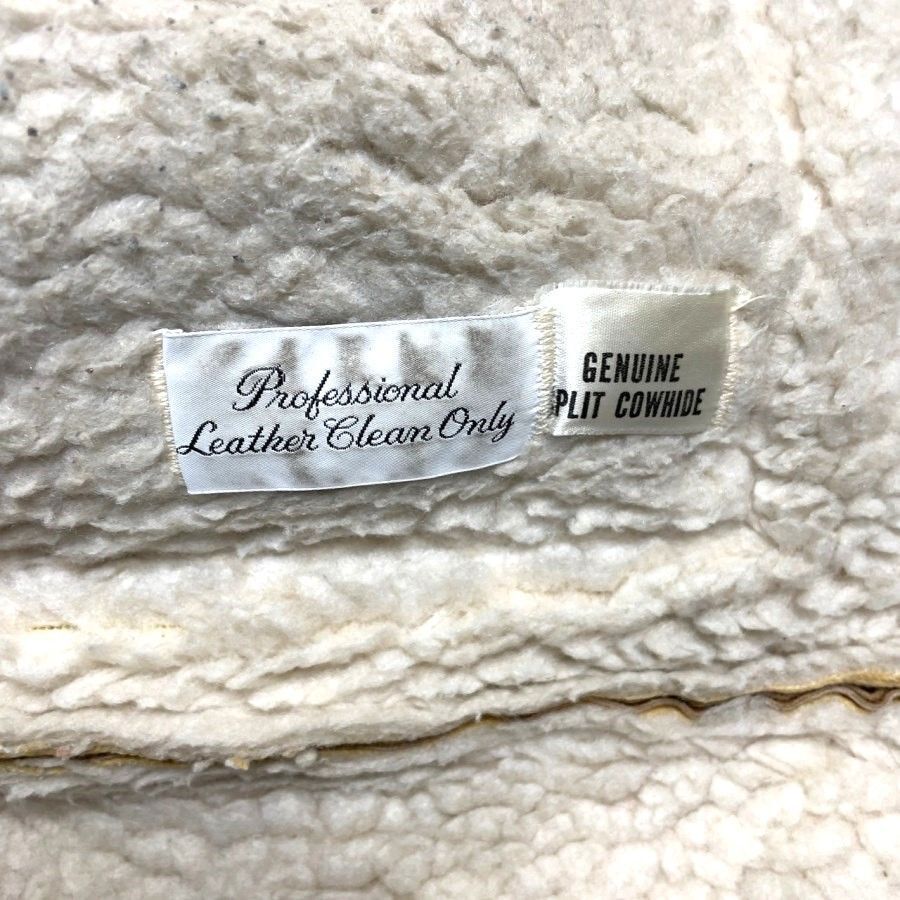 Professional
Leather Clean Only
GENUINE
PLIT COWHIDE